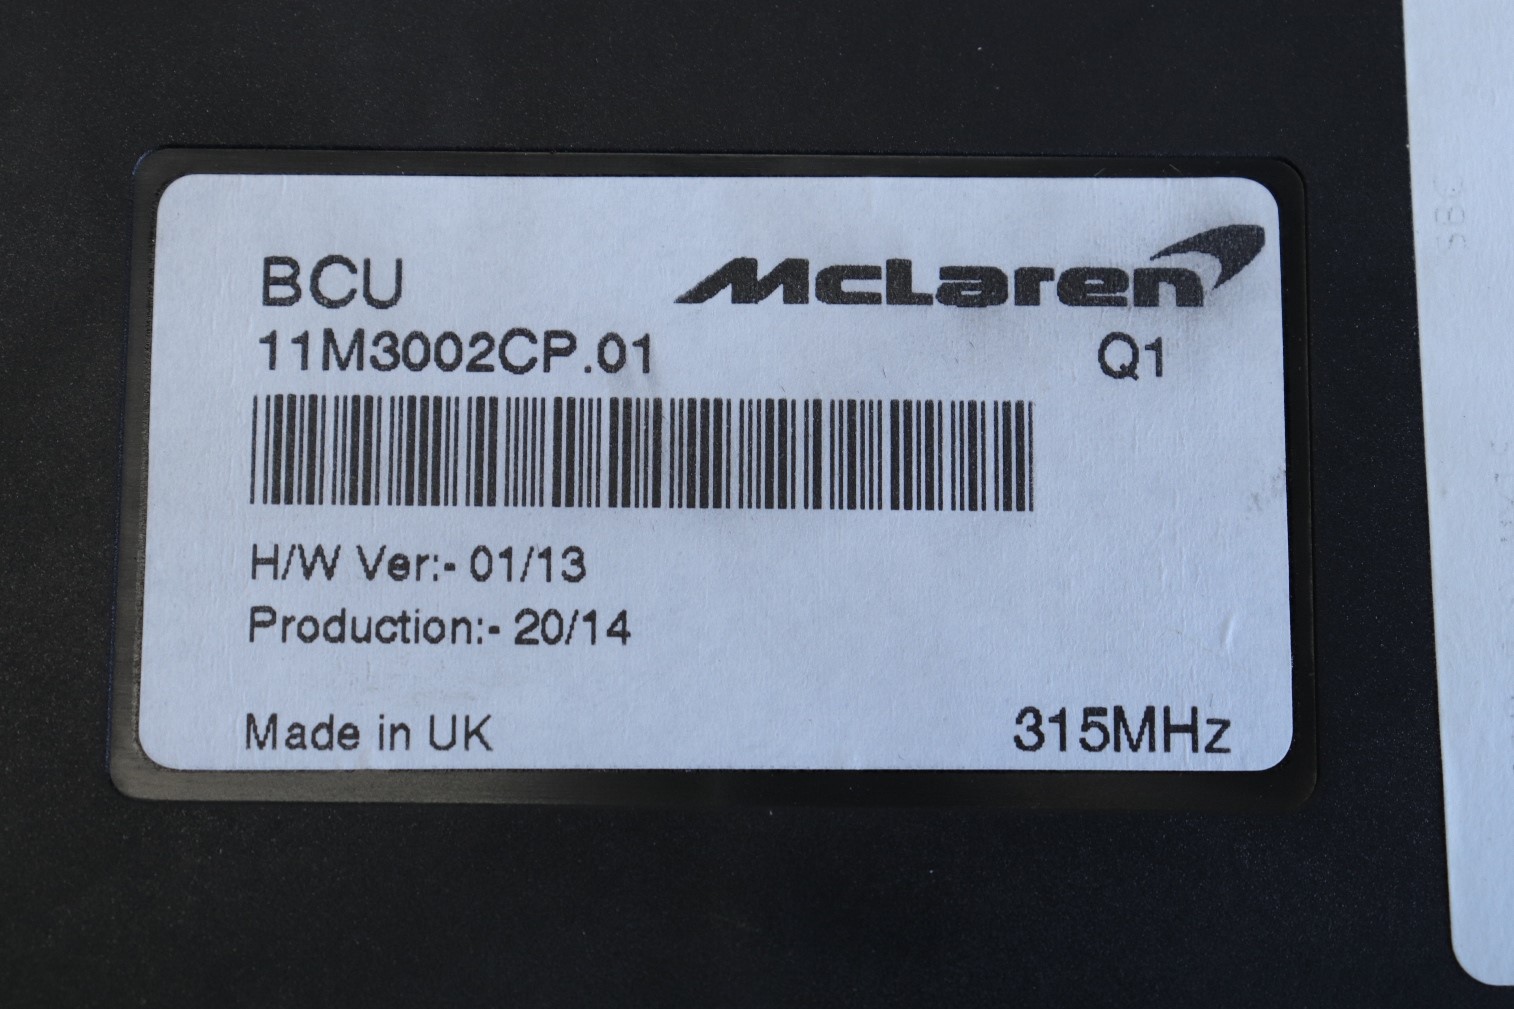 BCU
McLaren
11M3002CP.01
Q1
H/W Ver:- 01/13
Production:- 20/14
Made in UK
315MHz